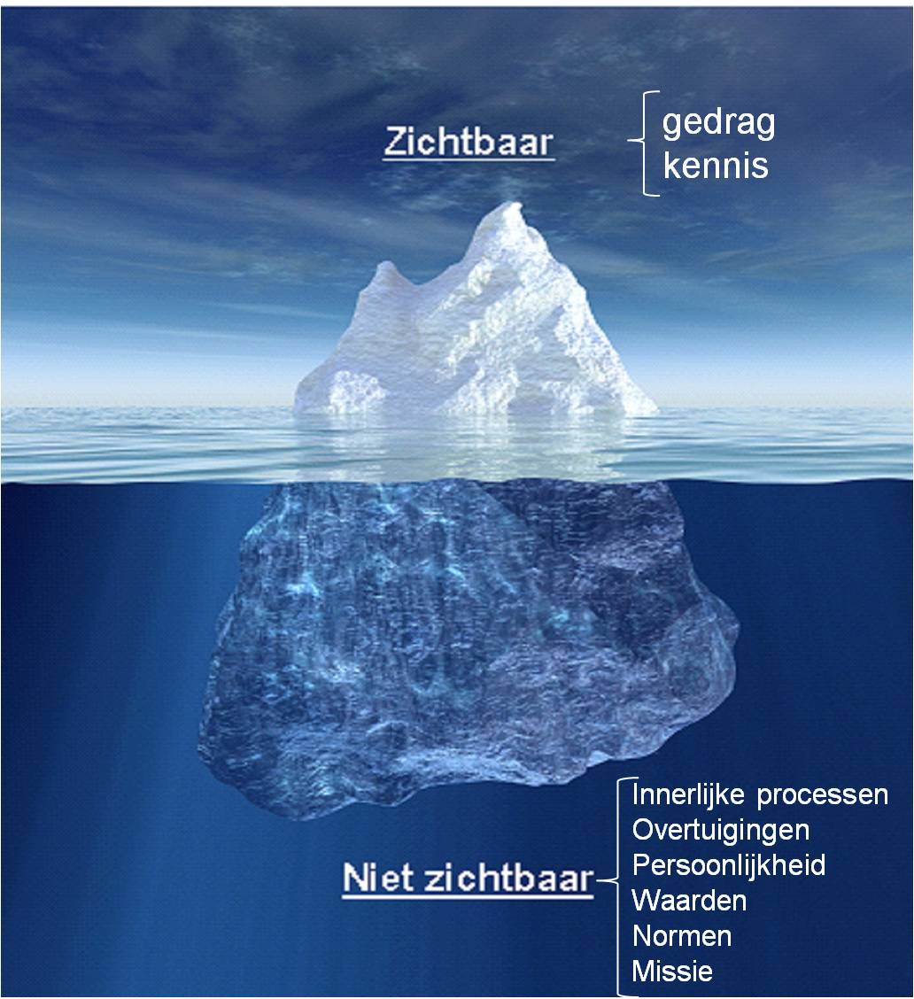 Zichtbaar
gedrag
kennis
Niet zichtbaar
Innerlijke processen
Overtuigingen
Persoonlijkheid
Waarden
Normen
Missie